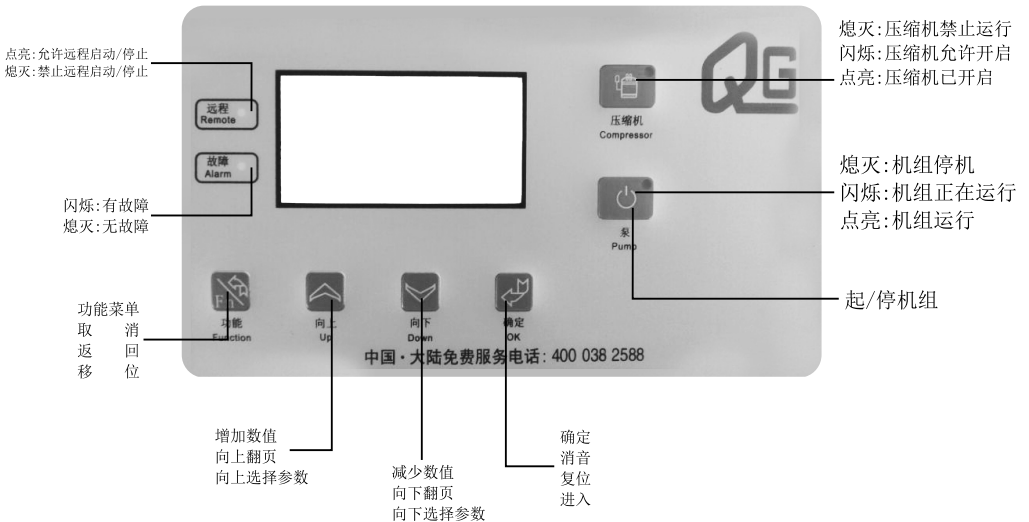 点亮:允许远程启动/停止
熄灭:禁止远程启动/停止
远程
Remote
故障
Alarm
闪烁:有故障
熄灭:无故障
QG
压缩机
Compressor
熄灭:压缩机禁止运行
闪烁:压缩机允许开启
点亮:压缩机已开启
泵
Pump
熄灭:机组停机
闪烁:机组正在运行
点亮:机组运行
起/停机组
Fn
功能
Function
向上
Up
向下
Down
确定
OK
中国·大陆免费服务电话: 400 038 2588
功能菜单
取 消
返 回
移 位
增加数值
向上翻页
向上选择参数
减少数值
向下翻页
向下选择参数
确定
消音
复位
进入